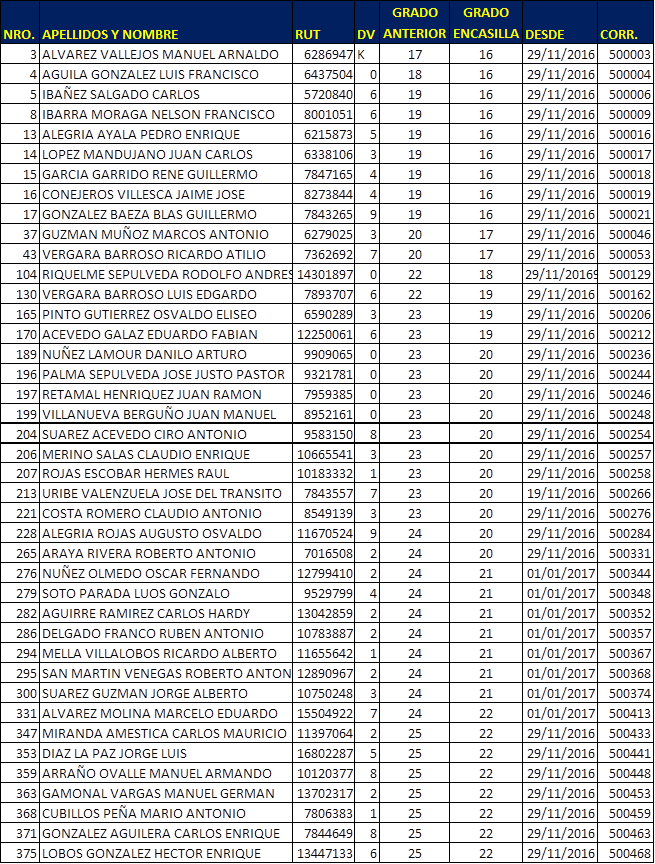 NRO. APELLIDOS Y NOMBRE RUT DV GRADO ANTERIOR GRADO ENCASILLA DESDE CORR.
3 ALVAREZ VALLEJOS MANUEL ARNALDO 6286947 K 17 16 29/11/2016 500003
4 AGUILA GONZALEZ LUIS FRANCISCO 6437504 0 18 16 29/11/2016 500004
5 IBAÑEZ SALGADO CARLOS 5720840 6 19 16 29/11/2016 500006
8 IBARRA MORAGA NELSON FRANCISCO 8001051 6 19 16 29/11/2016 500009
13 ALEGRIA AYALA PEDRO ENRIQUE 6215873 5 19 16 29/11/2016 500016
14 LOPEZ MANDUJANO JUAN CARLOS 6338106 3 19 16 29/11/2016 500017
15 GARCIA GARRIDO RENE GUILLERMO 7847165 4 19 16 29/11/2016 500018
16 CONEJEROS VILLESCA JAIME JOSE 8273844 4 19 16 29/11/2016 500019
17 GONZALEZ BAEZA BLAS GUILLERMO 7843265 9 19 16 29/11/2016 500021
37 GUZMAN MUÑOZ MARCOS ANTONIO 6279025 3 20 17 29/11/2016 500046
43 VERGARA BARROSO RICARDO ATILIO 7362692 7 20 17 29/11/2016 500053
104 RIQUELME SEPULVEDA RODOLFO ANDRES 14301897 0 22 18 29/11/20169 500129
130 VERGARA BARROSO LUIS EDGARDO 7893707 6 22 19 29/11/2016 500162
165 PINTO GUTIERREZ OSVALDO ELISEO 6590289 3 23 19 29/11/2016 500206
170 ACEVEDO GALAZ EDUARDO FABIAN 12250061 6 23 19 29/11/2016 500212
189 NUÑEZ LAMOUR DANILO ARTURO 9909065 0 23 20 29/11/2016 500236
196 PALMA SEPULVEDA JOSE JUSTO PASTOR 9321781 0 23 20 29/11/2016 500244
197 RETAMAL HENRIQUEZ JUAN RAMON 7959385 0 23 20 29/11/2016 500246
199 VILLANUEVA BERGUÑO JUAN MANUEL 8952161 0 23 20 29/11/2016 500248
204 SUAREZ ACEVEDO CIRO ANTONIO 9583150 8 23 20 29/11/2016 500254
206 MERINO SALAS CLAUDIO ENRIQUE 10665541 3 23 20 29/11/2016 500257
207 ROJAS ESCOBAR HERMES RAUL 10183332 1 23 20 29/11/2016 500258
213 URIBE VALENZUELA JOSE DEL TRANSITO 7843557 7 23 20 19/11/2016 500266
221 COSTA ROMERO CLAUDIO ANTONIO 8549139 3 23 20 29/11/2016 500276
228 ALEGRIA ROJAS AUGUSTO OSVALDO 11670524 9 24 20 29/11/2016 500284
265 ARAYA RIVERA ROBERTO ANTONIO 7016508 2 24 20 29/11/2016 500331
276 NUÑEZ OLMEDO OSCAR FERNANDO 12799410 2 24 21 01/01/2017 500344
279 SOTO PARADA LUOS GONZALO 9529799 4 24 21 01/01/2017 500348
282 AGUIRRE RAMIREZ CARLOS HARDY 13042859 2 24 21 01/01/2017 500352
286 DELGADO FRANCO RUBEN ANTONIO 10783887 2 24 21 01/01/2017 500357
294 MELLA VILLALOBOS RICARDO ALBERTO 11655642 1 24 21 01/01/2017 500367
295 SAN MARTIN VENEGAS ROBERTO ANTON 12890967 2 24 21 01/01/2017 500368
300 SUAREZ GUZMAN JORGE ALBERTO 10750248 3 24 21 01/01/2017 500374
331 ALVAREZ MOLINA MARCELO EDUARDO 15504922 7 24 22 01/01/2017 500413
347 MIRANDA AMESTICA CARLOS MAURICIO 11397064 2 25 22 29/11/2016 500433
353 DIAZ LA PAZ JORGE LUIS 16802287 5 25 22 29/11/2016 500441
359 ARRAÑO OVALLE MANUEL ARMANDO 10120377 8 25 22 29/11/2016 500448
363 GAMONAL VARGAS MANUEL GERMAN 13702317 2 25 22 29/11/2016 500453
368 CUBILLOS PEÑA MARIO ANTONIO 7806383 1 25 22 29/11/2016 500459
371 GONZALEZ AGUILERA CARLOS ENRIQUE 7844649 8 25 22 29/11/2016 500463
375 LOBOS GONZALEZ HECTOR ENRIQUE 13447133 6 25 22 29/11/2016 500468